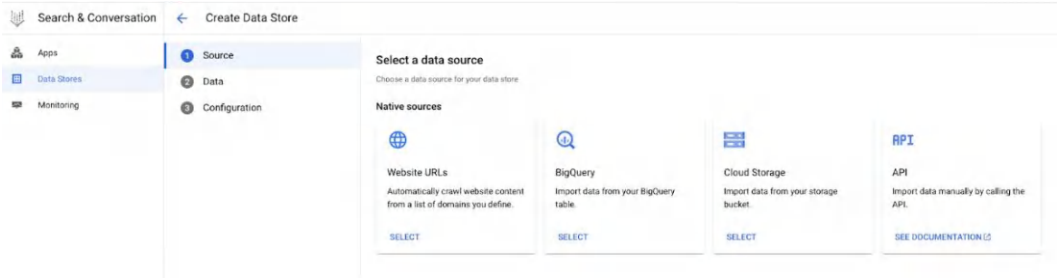 Search & Conversation
Create Data Store
Apps
Data Stores
Monitoring
1 Source
2 Data
3 Configuration
Select a data source
Choose a data source for your data store
Native sources
Website URLs
Automatically crawl website content
from a list of domains you define.
SELECT
BigQuery
Import data from your BigQuery
table.
SELECT
Cloud Storage
Import data from your storage
bucket.
SELECT
API
API
Import data manually by calling the
API.
SEE DOCUMENTATION